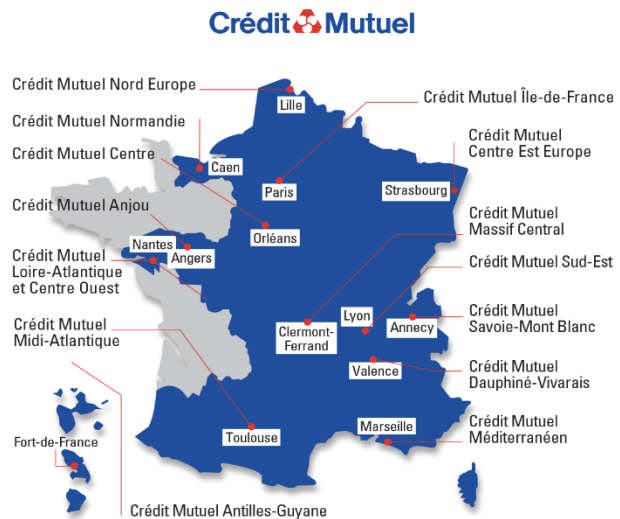 Crédit Mutuel
Crédit Mutuel Nord Europe
Crédit Mutuel Normandie
Crédit Mutuel Centre
Crédit Mutuel Anjou
Crédit Mutuel
Loire-Atlantique
et Centre Ouest
Crédit Mutuel
Midi-Atlantique
Fort-de-France
Crédit Mutuel Antilles-Guyane
Lille
Caen
Paris
Strasbourg
Orléans
Nantes
Angers
Lyon
Clermont-
Ferrand
Annecy
Valence
Marseille
Toulouse
Crédit Mutuel Île-de-France
Crédit Mutuel
Centre Est Europe
Crédit Mutuel
Massif Central
Crédit Mutuel Sud-Est
Crédit Mutuel
Savoie-Mont Blanc
Crédit Mutuel
Dauphiné-Vivarais
Crédit Mutuel
Méditerranéen